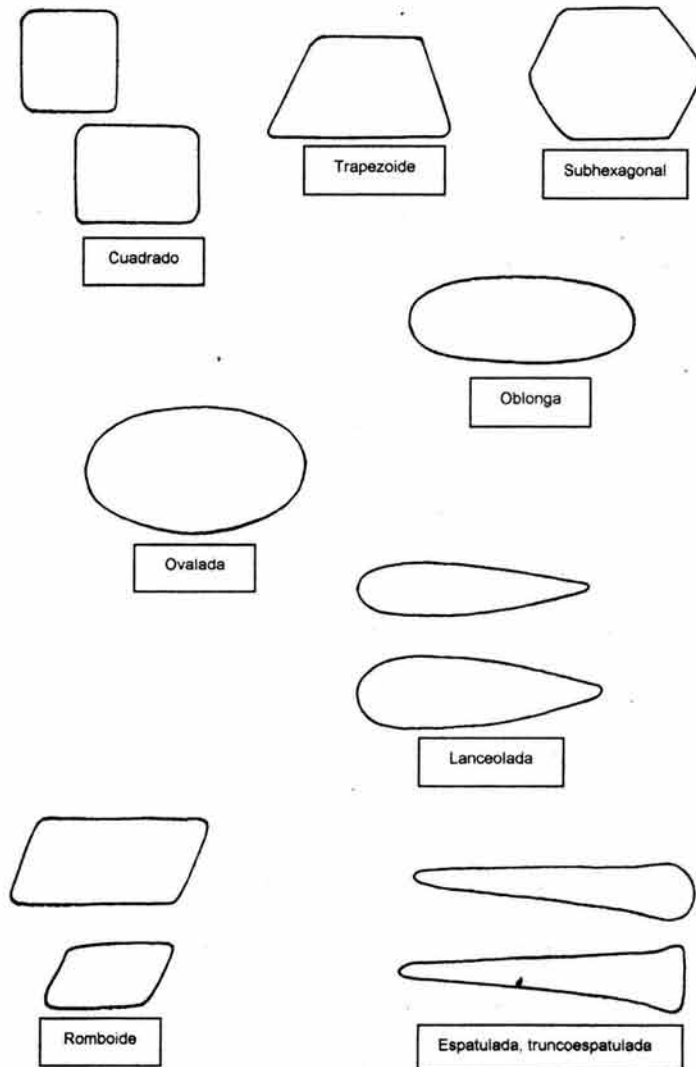 Trapezoide
Subhexagonal
Cuadrado
Oblonga
Ovalada
Lanceolada
Romboide
Espatulada, truncoespatulada